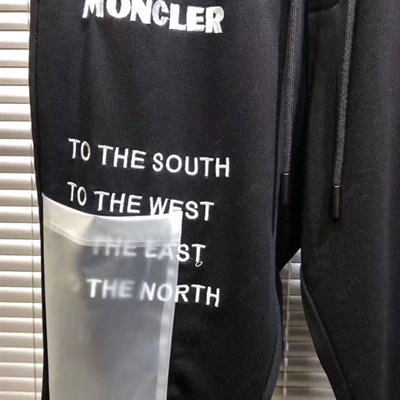 MONCLER
TO THE SOUTH
TO THE WEST
THE EAST
THE NORTH